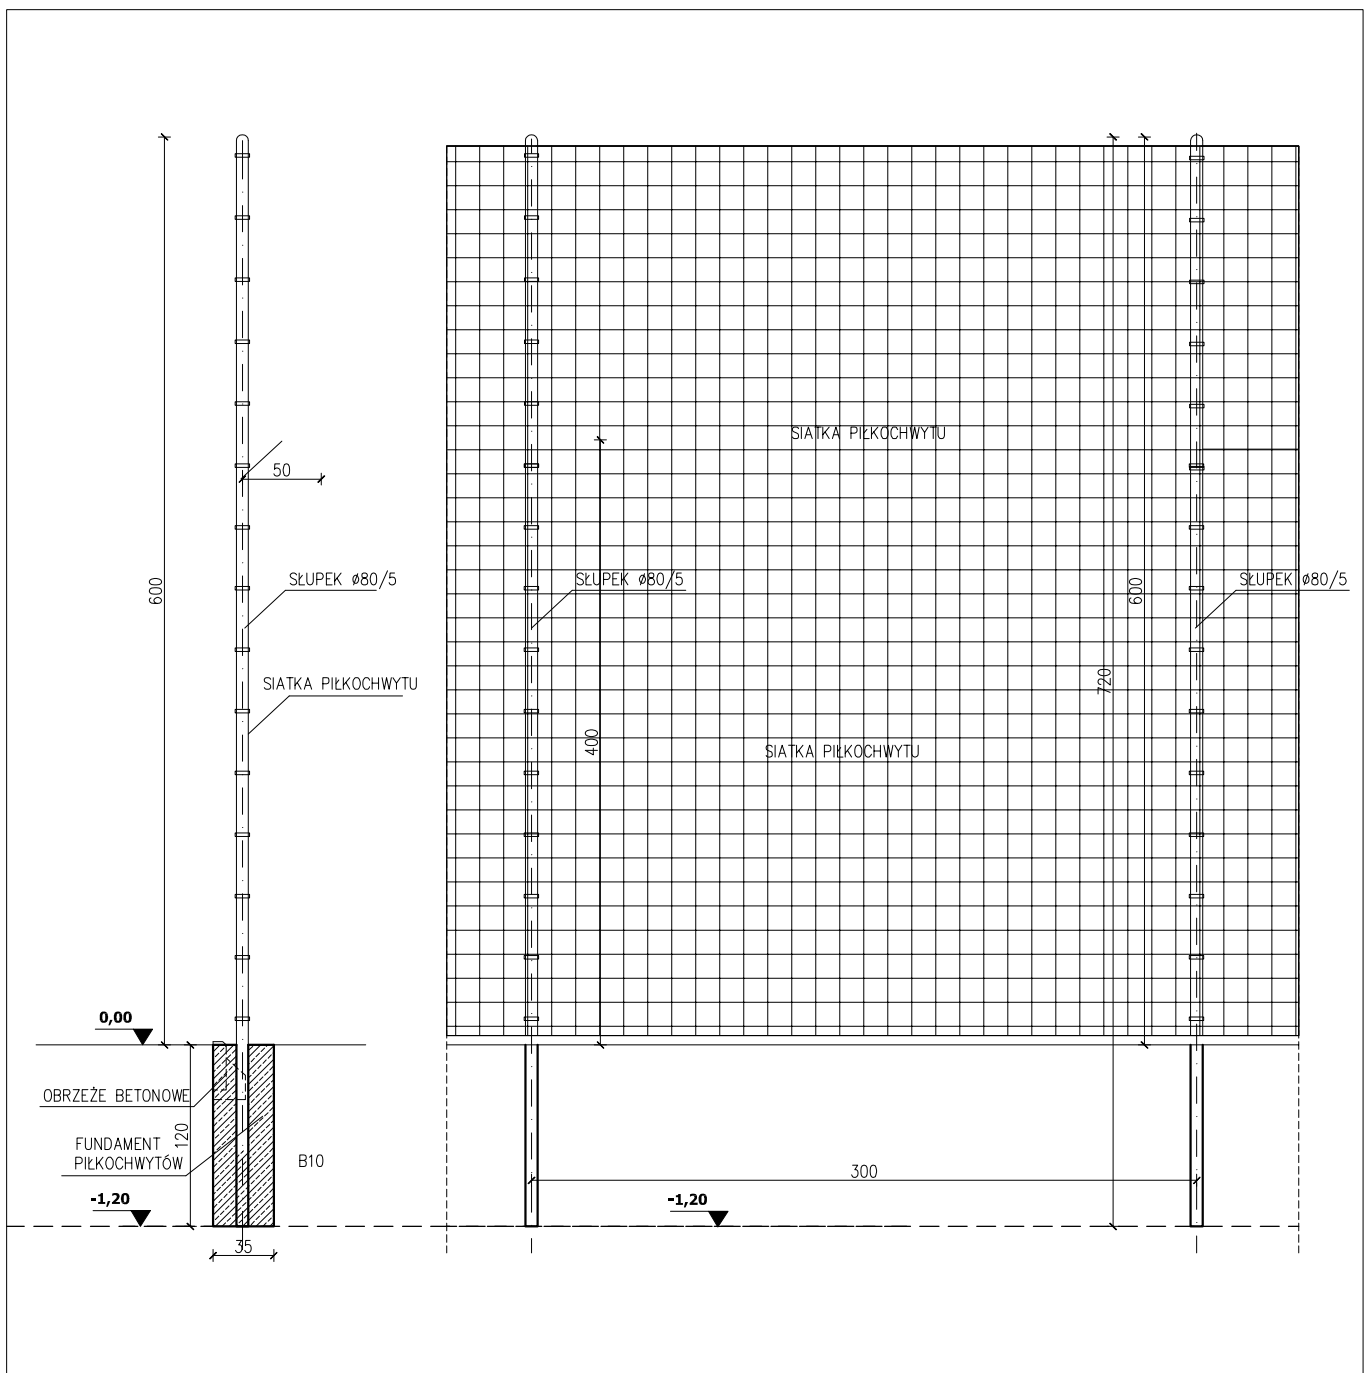 SIATKA PIŁKOCHWYTU
50
600
SŁUPEK ø80/5
SŁUPEK ø80/5
600
SŁUPEK ø80/5
SIATKA PIŁKOCHWYTU
720
400
SIATKA PIŁKOCHWYTU
0,00
OBRZEŻE BETONOWE
120
FUNDAMENT
PIŁKOCHWYTÓW
B10
300
-1,20
-1,20
35